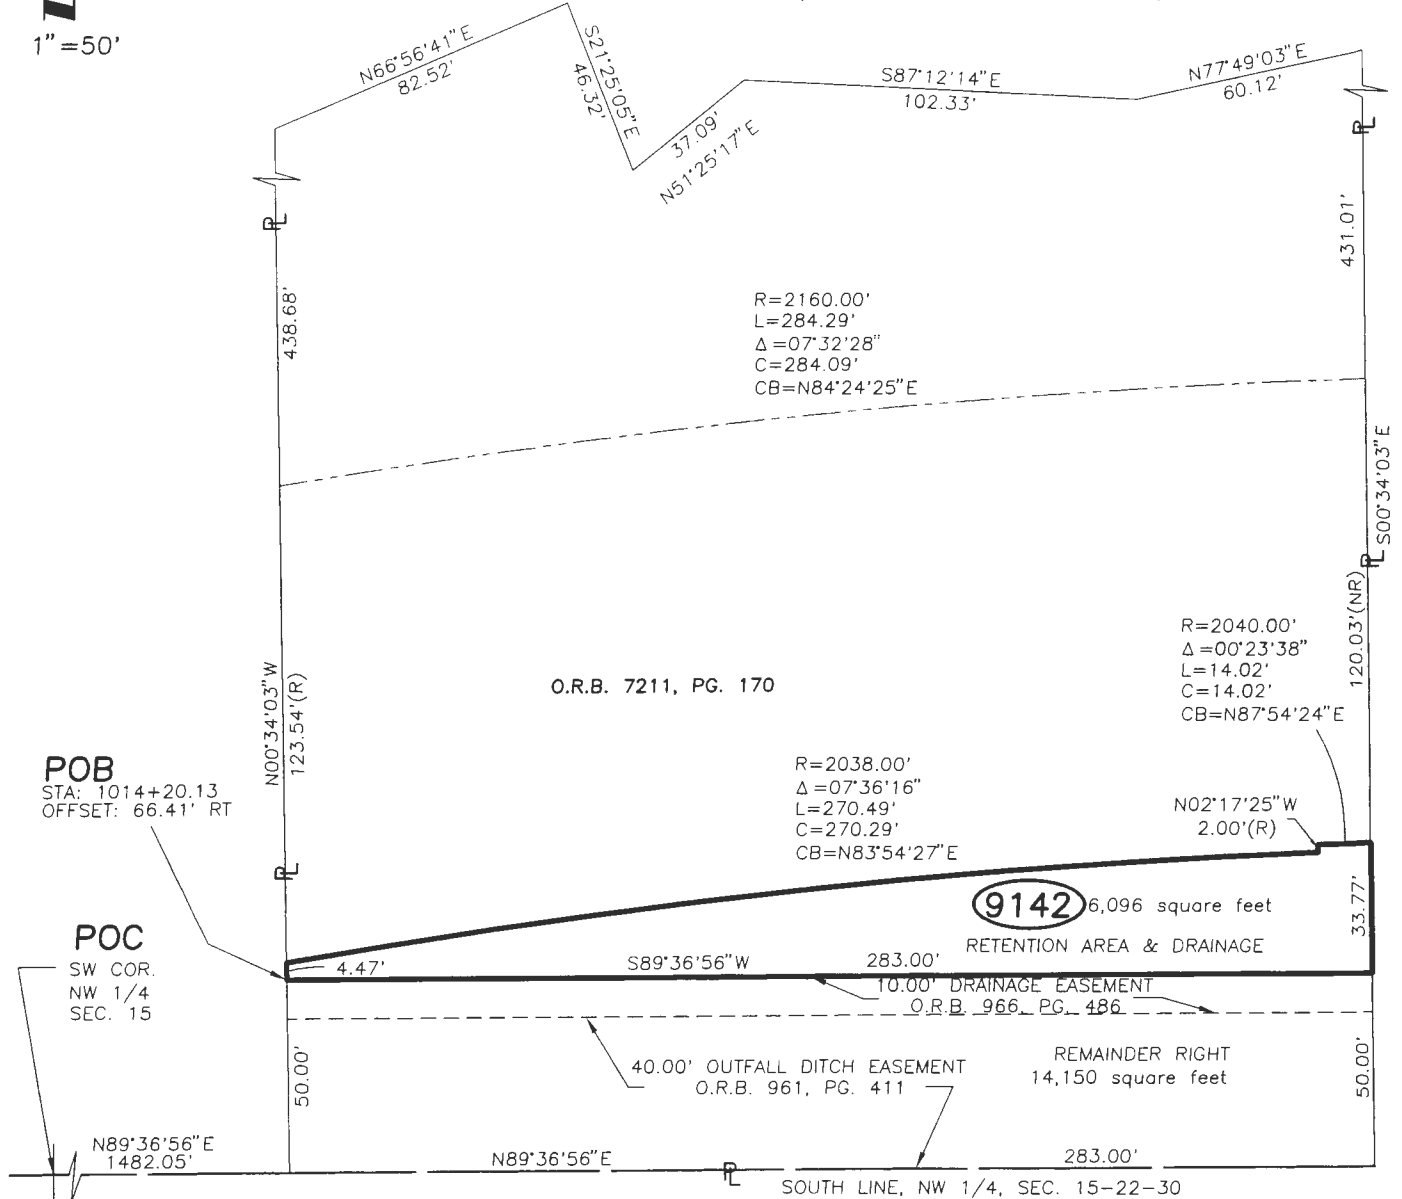 1"=50'
N66°56'41"E
82.52'
S21°25'05"E
46.32'
37.09'
N51°25'17"E
S87°12'14"E
102.33'
N77°49'03"E
60.12'
PL
PL
438.68'
431.01'
R=2160.00'
L=284.29'
Δ=07°32'28"
C=284.09'
CB=N84°24'25"E
S00°34'03"E
PL
120.03'(NR)
R=2040.00'
Δ=00°23'38"
L=14.02'
C=14.02'
CB=N87°54'24"E
O.R.B. 7211, PG. 170
N00°34'03"W
123.54'(R)
POB
STA: 1014+20.13
OFFSET: 66.41' RT
R=2038.00'
Δ=07°36'16"
L=270.49'
C=270.29'
CB=N83°54'27"E
N02°17'25"W
2.00'(R)
PL
9142 6,096 square feet
RETENTION AREA & DRAINAGE
33.77'
POC
SW COR.
NW 1/4
SEC. 15
4.47'
S89°36'56"W 283.00'
10.00' DRAINAGE EASEMENT
O.R.B. 966, PG. 486
40.00' OUTFALL DITCH EASEMENT
O.R.B. 961, PG. 411
REMAINDER RIGHT
14,150 square feet
50.00'
50.00'
N89°36'56"E
1482.05'
N89°36'56"E
PL
283.00'
SOUTH LINE, NW 1/4, SEC. 15-22-30